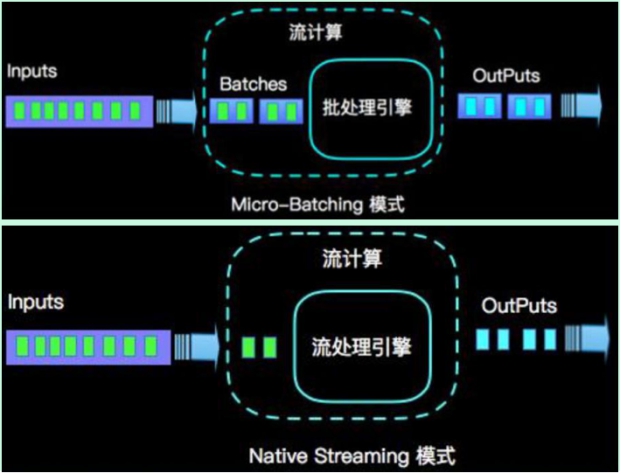 流计算
Inputs
Batches
OutPuts
批处理引擎
Micro-Batching 模式
流计算
Inputs
OutPuts
流处理引擎
Native Streaming 模式